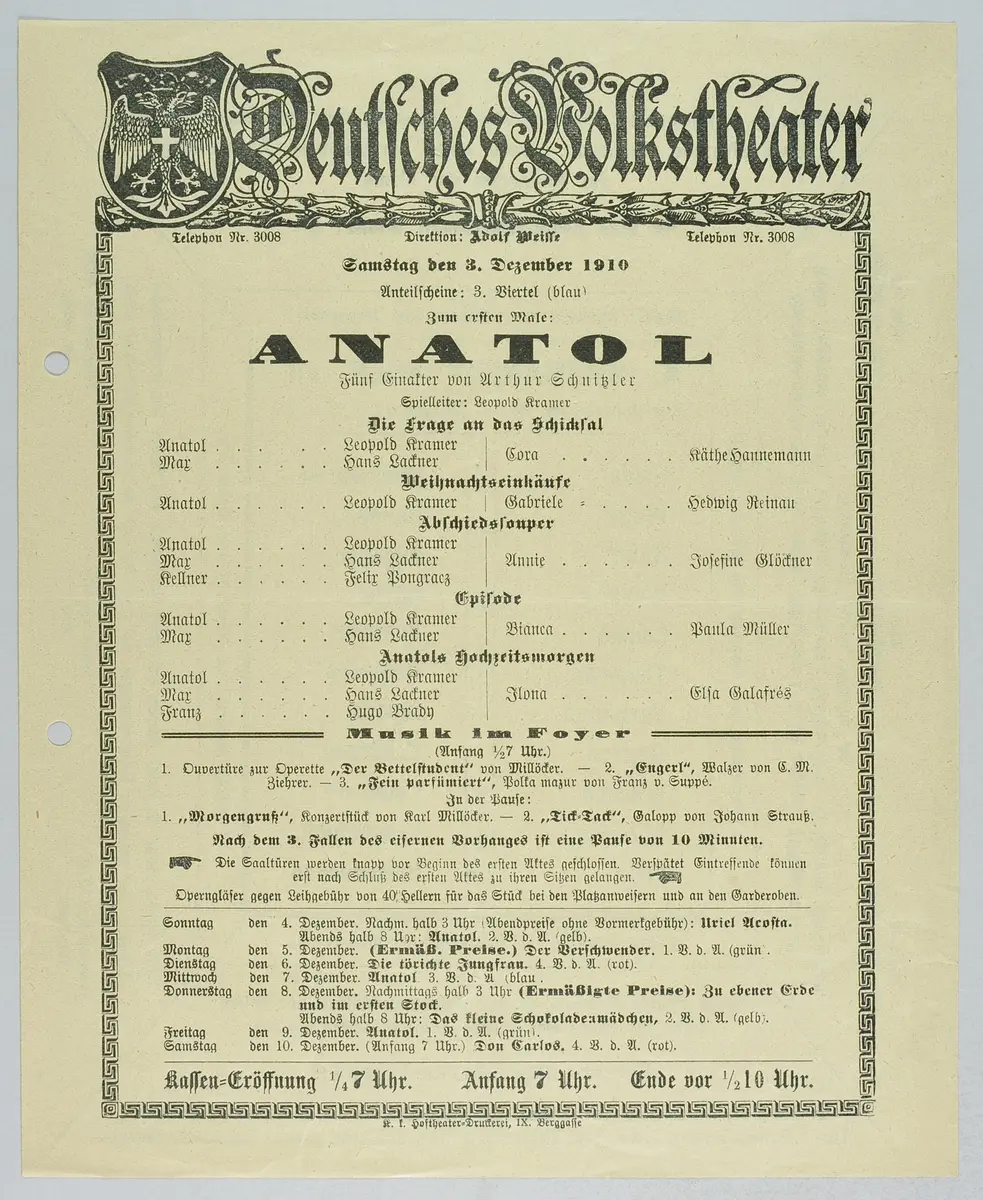 Deutsches Volkstheater
Telephon Nr. 3008 Direktion: Adolf Weisse Telephon Nr. 3008
Samstag den 3. Dezember 1910
Anteilscheine: 3. Viertel (blau)
Zum ersten Male:
ANATOL
Fünf Einakter von Arthur Schnitzler
Spielleiter: Leopold Kramer
Die Frage an das Schicksal
Anatol . . . . . . Leopold Kramer
Max . . . . . . Hans Lackner
Cora . . . . . Käthe Hannemann
Weihnachtseinkäufe
Anatol . . . . . . Leopold Kramer Gabriele . . . . . Hedwig Reinau
Abschiedssouper
Anatol . . . . . . Leopold Kramer
Max . . . . . . Hans Lackner
Kellner . . . . . . Felix Pongracz
Annie . . . . . . Josefine Glöckner
Episode
Anatol . . . . . . Leopold Kramer
Max . . . . . . Hans Lackner
Bianca . . . . . . Paula Müller
Anatols Hochzeitsmorgen
Anatol . . . . . . Leopold Kramer
Max . . . . . . Hans Lackner
Franz . . . . . . Hugo Brady
Ilona . . . . . . Elsa Galafrés
Musik im Foyer
(Anfang ½7 Uhr.)
1. Ouvertüre zur Operette „Der Bettelstudent" von Millöcker. — 2. „Engerl", Walzer von C. M.
Ziehrer. — 3. „Fein parfümiert", Polka mazur von Franz v. Suppé.
In der Pause:
1. „Morgengruß", Konzertstück von Karl Millöcker. — 2. „Tick-Tack", Galopp von Johann Strauß.
Nach dem 3. Fallen des eisernen Vorhanges ist eine Pause von 10 Minuten.
Die Saaltüren werden knapp vor Beginn des ersten Aktes geschlossen. Verspätet Eintreffende können
erst nach Schluß des ersten Aktes zu ihren Sitzen gelangen.
Operngläser gegen Leihgebühr von 40 Hellern für das Stück bei den Platzanweisern und an den Garderoben.
Sonntag den 4. Dezember. Nachm. halb 3 Uhr (Abendpreise ohne Vormerkgebühr): Uriel Acosta.
Abends halb 8 Uhr: Anatol. 2. V. d. A. (gelb).
Montag den 5. Dezember. (Ermäß. Preise.) Der Verschwender. 1. V. d. A. (grün).
Dienstag den 6. Dezember. Die törichte Jungfrau. 4. V. d. A. (rot).
Mittwoch den 7. Dezember. Anatol 3. V. d. A (blau.
Donnerstag den 8. Dezember. Nachmittags halb 3 Uhr (Ermäßigte Preise): Zu ebener Erde
und im ersten Stock.
Abends halb 8 Uhr: Das kleine Schokoladenmädchen, 2. V. d. A. (gelb).
Freitag den 9. Dezember. Anatol. 1. V. d. A. (grün).
Samstag den 10. Dezember. (Anfang 7 Uhr.) Don Carlos. 4. V. d. A. (rot).
Kassen-Eröffnung ¼7 Uhr. Anfang 7 Uhr. Ende vor ½10 Uhr.
K. k. Hoftheater-Druckerei, IX. Berggasse